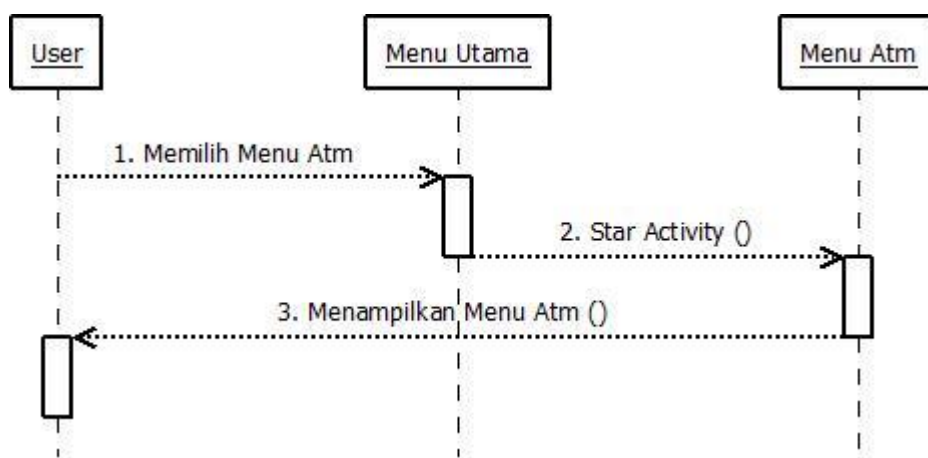 User
Menu Utama
Menu Atm
1. Memilih Menu Atm
2. Star Activity ()
3. Menampilkan Menu Atm ()